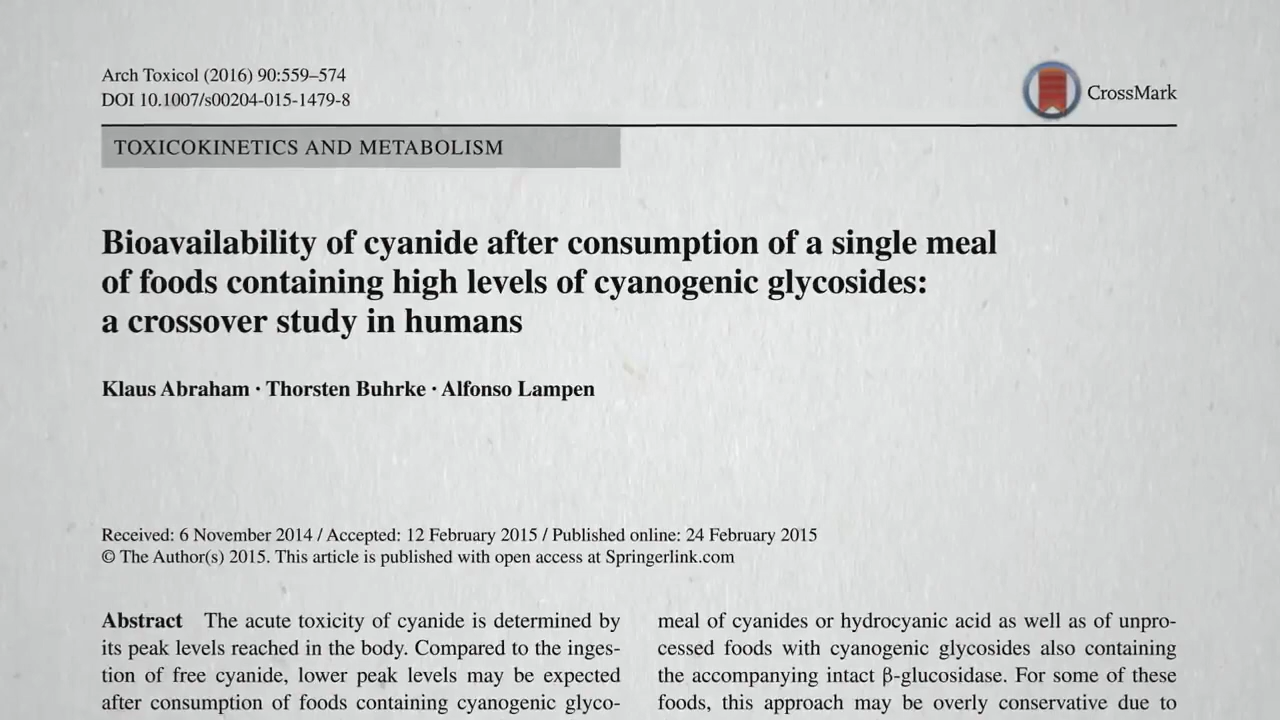 Arch Toxicol (2016) 90:559–574
DOI 10.1007/s00204-015-1479-8
CrossMark
TOXICOKINETICS AND METABOLISM
Bioavailability of cyanide after consumption of a single meal
of foods containing high levels of cyanogenic glycosides:
a crossover study in humans
Klaus Abraham · Thorsten Buhrke · Alfonso Lampen
Received: 6 November 2014 / Accepted: 12 February 2015 / Published online: 24 February 2015
© The Author(s) 2015. This article is published with open access at Springerlink.com
Abstract The acute toxicity of cyanide is determined by
its peak levels reached in the body. Compared to the inges-
tion of free cyanide, lower peak levels may be expected
after consumption of foods containing cyanogenic glyco-
meal of cyanides or hydrocyanic acid as well as of unpro-
cessed foods with cyanogenic glycosides also containing
the accompanying intact β-glucosidase. For some of these
foods, this approach may be overly conservative due to